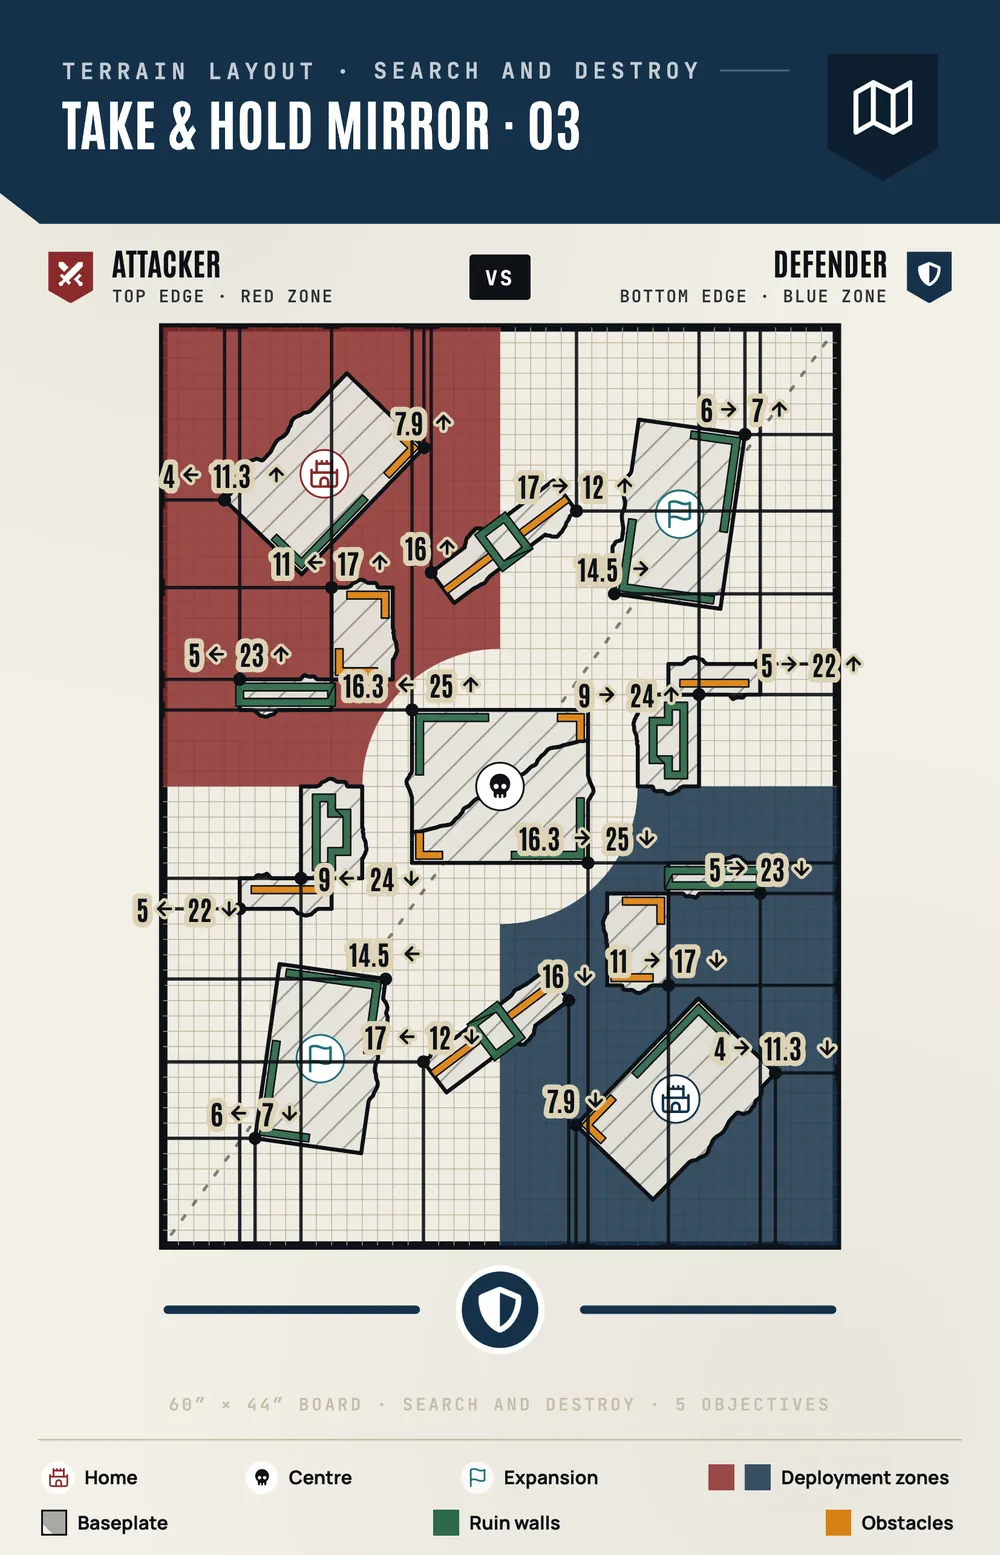 TERRAIN LAYOUT · SEARCH AND DESTROY
TAKE & HOLD MIRROR · 03
ATTACKER
TOP EDGE · RED ZONE
VS
DEFENDER
BOTTOM EDGE · BLUE ZONE
6 → 7 ↑
7.9 ↑
4 ← 11.3 ↑
17 → 12 ↑
16 ↑
11 ← 17 ↑
14.5 →
5 ← 23 ↑
5 → 22 ↑
16.3 ← 25 ↑
9 → 24 ↑
16.3 → 25 ↓
5 → 23 ↓
9 ← 24 ↓
5 ← 22 ↓
14.5 ←
11 → 17 ↓
16 ↓
17 ← 12 ↓
4 → 11.3 ↓
7.9 ↓
6 ← 7 ↓
60″ × 44″ BOARD · SEARCH AND DESTROY · 5 OBJECTIVES
Home
Centre
Expansion
Deployment zones
Baseplate
Ruin walls
Obstacles